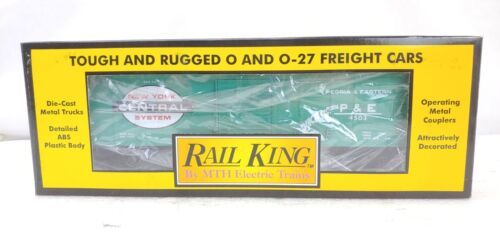 TOUGH AND RUGGED O AND O-27 FREIGHT CARS
Die-Cast
Metal Trucks
Detailed
ABS
Plastic Body
NEW YORK
CENTRAL
SYSTEM
PEORIA & EASTERN
P & E
4503
Operating
Metal
Couplers
Attractively
Decorated
RAIL KING
™
By MTH Electric Trains